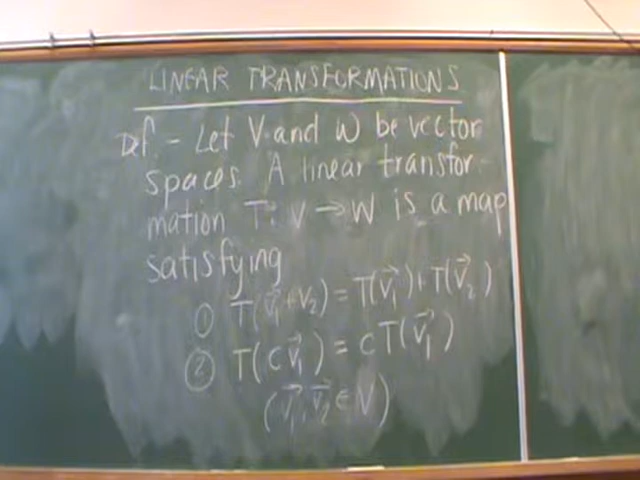 LINEAR TRANSFORMATIONS
Def. - Let V and W be vector
spaces. A linear transfor-
mation T: V → W is a map
satisfying
① T(v⃗₁+v₂) = T(v⃗₁)+T(v⃗₂)
② T(cv⃗₁) = cT(v⃗₁)
(v⃗₁, v⃗₂ ∈ V)